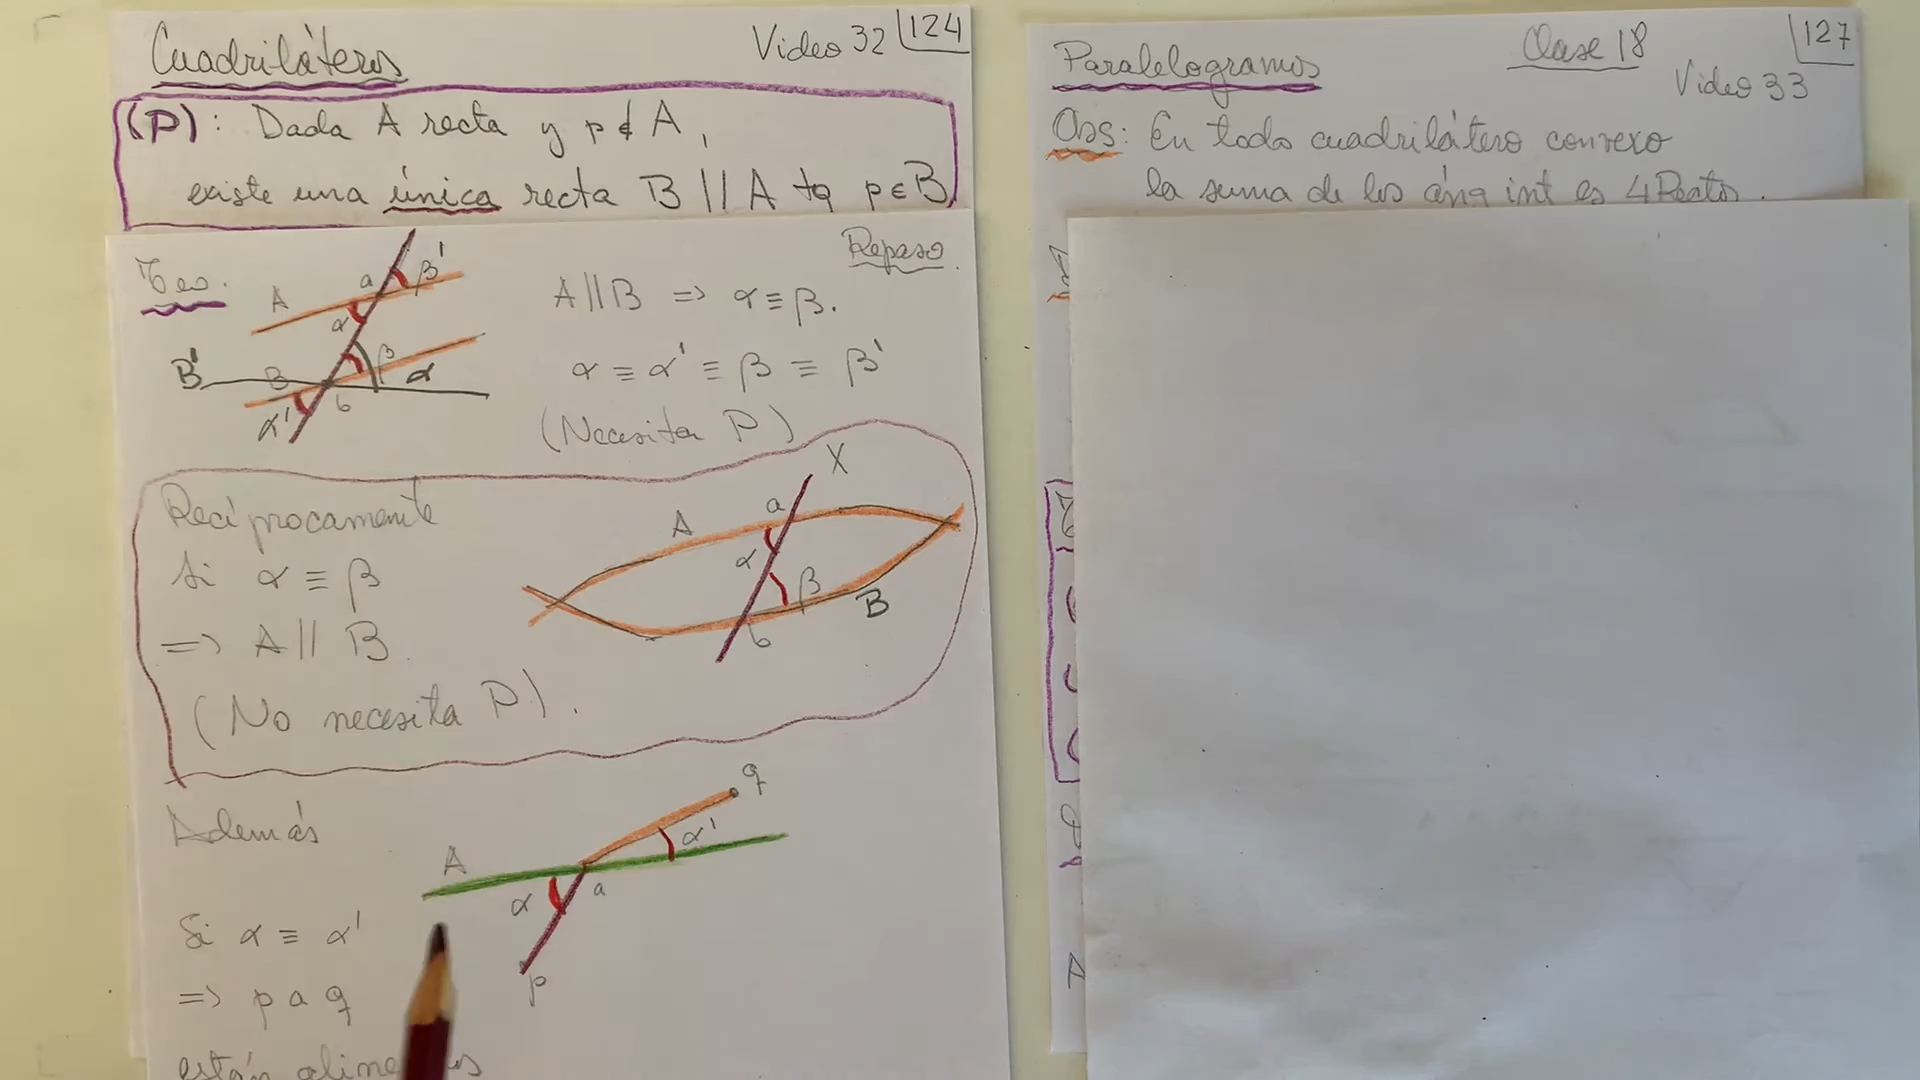 Cuadriláteros
Video 32
124
(P): Dada A recta y p ∉ A,
existe una única recta B // A tq p ∈ B
Repaso
Teo.
A
a
β'
α
B'
B
β
α
α'
b
A // B => α ≡ β.
α ≡ α' ≡ β ≡ β'
(Necesita P)
Recíprocamente
Si α ≡ β
=> A // B.
(No necesita P).
X
A
a
α
β
B
b
Además
q
A
α'
α
a
p
Si α ≡ α'
=> p a q
están
Paralelogramos
Clase 18
127
Video 33
Obs: En todo cuadrilátero convexo
la suma de los áng int es 4 Rectos.